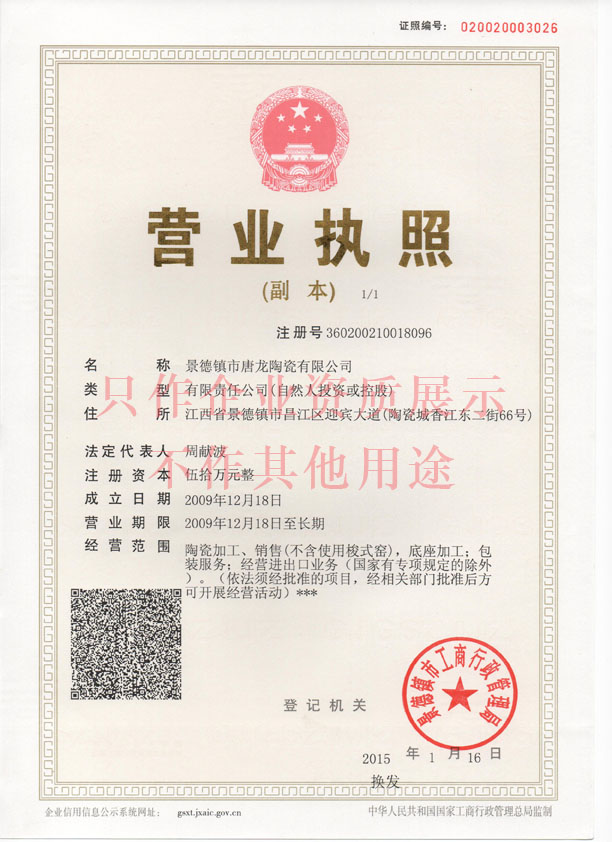 证照编号： 020020003026
营业执照
（副 本） 1/1
注册号 360200210018096
名 称 景德镇市唐龙陶瓷有限公司
类 型 有限责任公司(自然人投资或控股)
只作企业资质展示
住 所 江西省景德镇市昌江区迎宾大道(陶瓷城香江东二街66号)
法定代表人 周献波
不作其他用途
注册资本 伍拾万元整
成立日期 2009年12月18日
营业期限 2009年12月18日至长期
经营范围 陶瓷加工、销售(不含使用梭式窑)，底座加工；包
装服务；经营进出口业务（国家有专项规定的除外
）。（依法须经批准的项目，经相关部门批准后方
可开展经营活动）***
景德镇市工商行政管理局
登记机关
2015 年 1 月 16 日
换发
企业信用信息公示系统网址： gsxt.jxaic.gov.cn 中华人民共和国国家工商行政管理总局监制